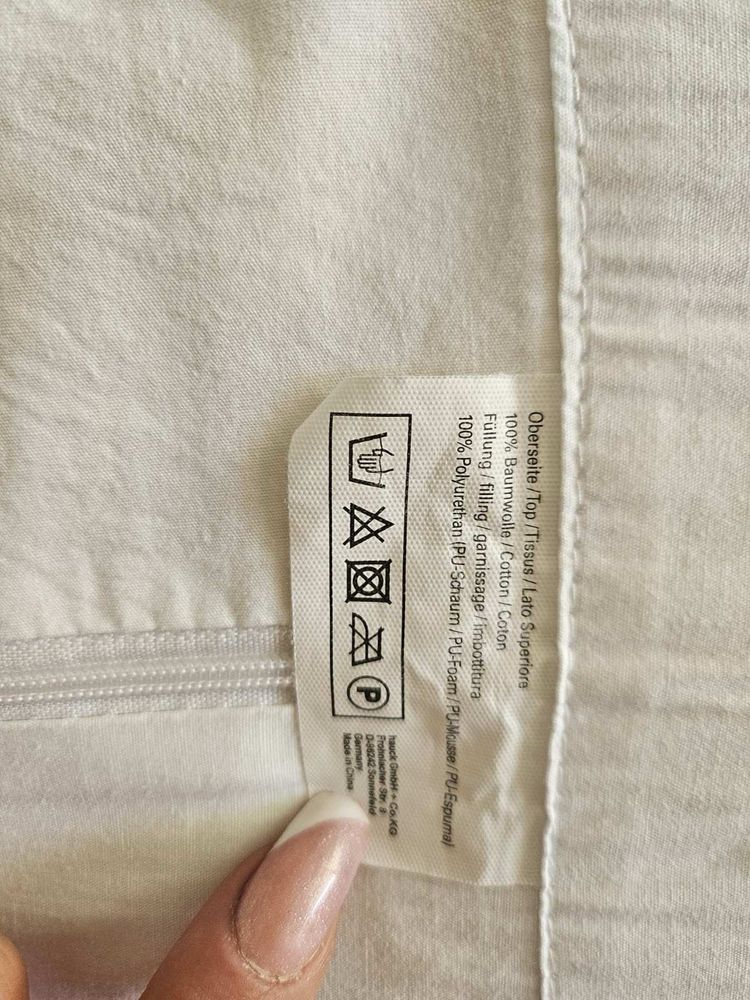 Oberseite /Top /Tissus / Lato Superiore
100% Baumwolle / Cotton / Coton
Füllung / filling / garnissage / imbottitura
100% Polyurethan (PU-Schaum / PU-Foam / PU-Mousse / PU-Espuma)
P
hauck GmbH + Co.KG
Frohnlacher Str. 8
D-96242 Sonnefeld
Germany
Made in China